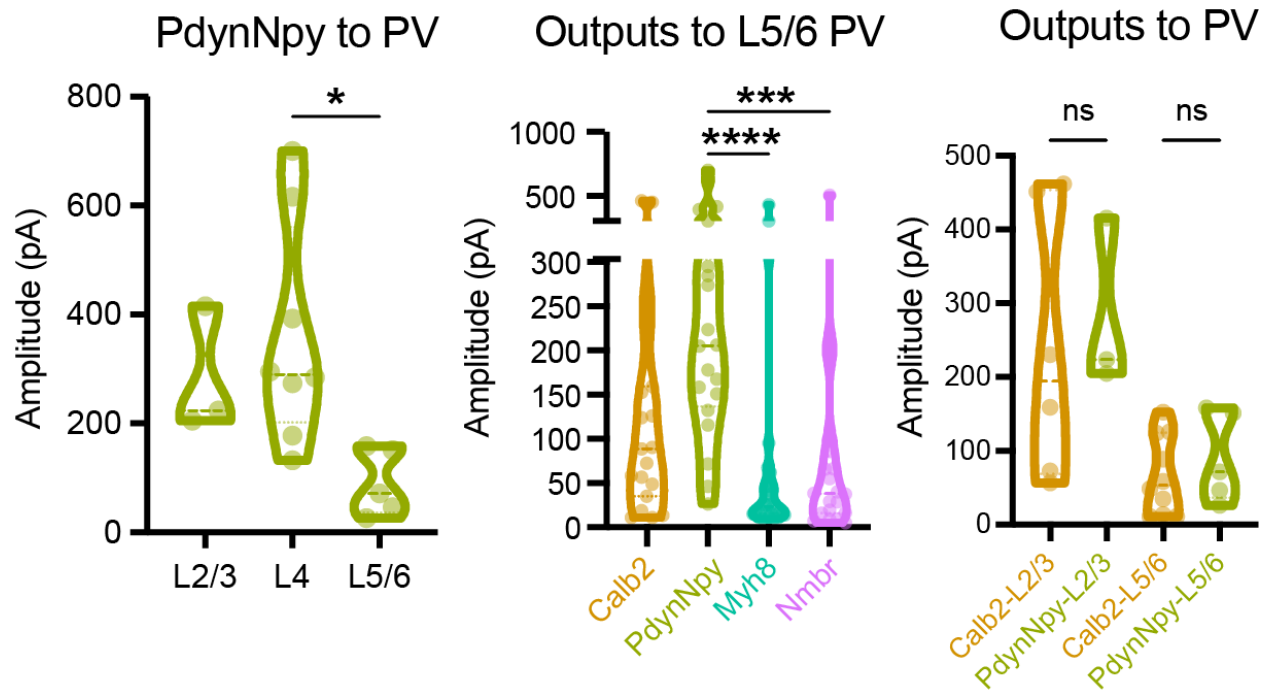 PdynNpy to PV
Outputs to L5/6 PV
Outputs to PV
*
800
600
400
200
0
Amplitude (pA)
L2/3
L4
L5/6
***
****
1000
500
300
250
200
150
100
50
0
Amplitude (pA)
Calb2
PdynNpy
Myh8
Nmbr
ns
ns
500
400
300
200
100
0
Amplitude (pA)
Calb2-L2/3
PdynNpy-L2/3
Calb2-L5/6
PdynNpy-L5/6